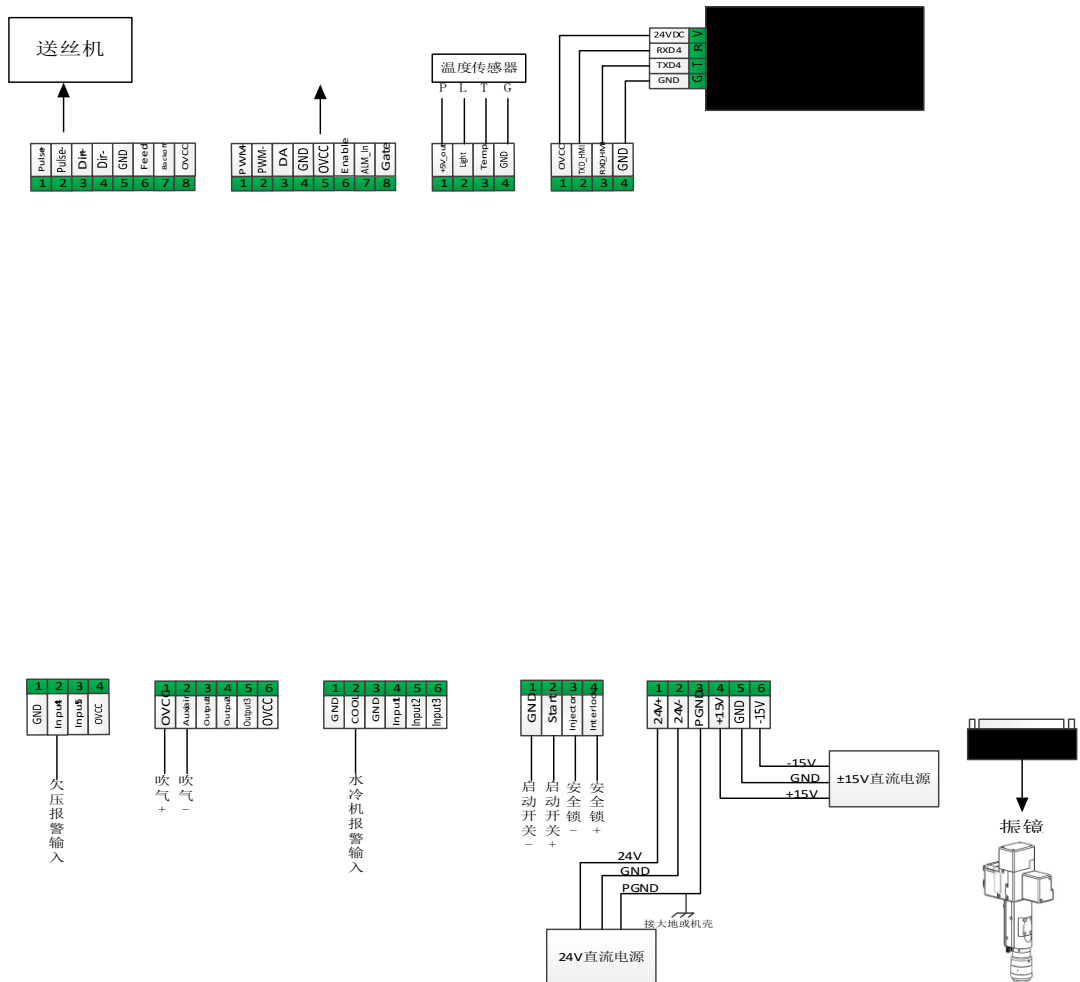 送丝机
温度传感器
P L T G
24VDC V
RXD4 R
TXD4 T
GND G
Pulse+ Pulse- Dir+ Dir- GND Feed Backoff OVCC
1 2 3 4 5 6 7 8
PWM+ PWM- DA GND OVCC Enable ALM_In Gate
1 2 3 4 5 6 7 8
+5V_out Light Temp GND
1 2 3 4
OVCC TXD_HMI RXD_HMI GND
1 2 3 4
1 2 3 4
GND Input4 Input5 OVCC
欠压报警输入
1 2 3 4 5 6
OVCC Auxiair Output1 Output2 Output3 OVCC
吹气+
吹气-
1 2 3 4 5 6
GND COOL GND Input1 Input2 Input3
水冷机报警输入
1 2 3 4
GND Start Injector Interlock
启动开关-
启动开关+
安全锁-
安全锁+
1 2 3 4 5 6
24V+ 24V- PGND +15V GND -15V
-15V
GND
+15V
±15V直流电源
24V
GND
PGND
接大地或机壳
24V直流电源
振镜